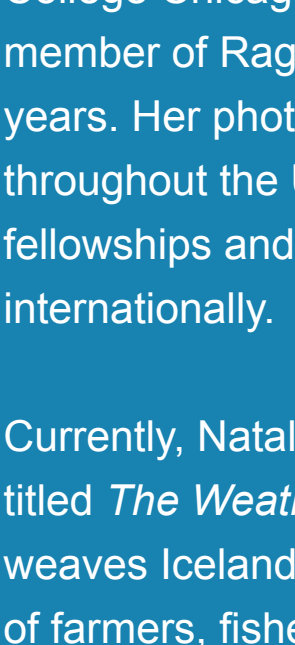 College Chicag
member of Rag
years. Her phot
throughout the
fellowships and
internationally.
Currently, Natal
titled The Weat
weaves Iceland
of farmers, fishe